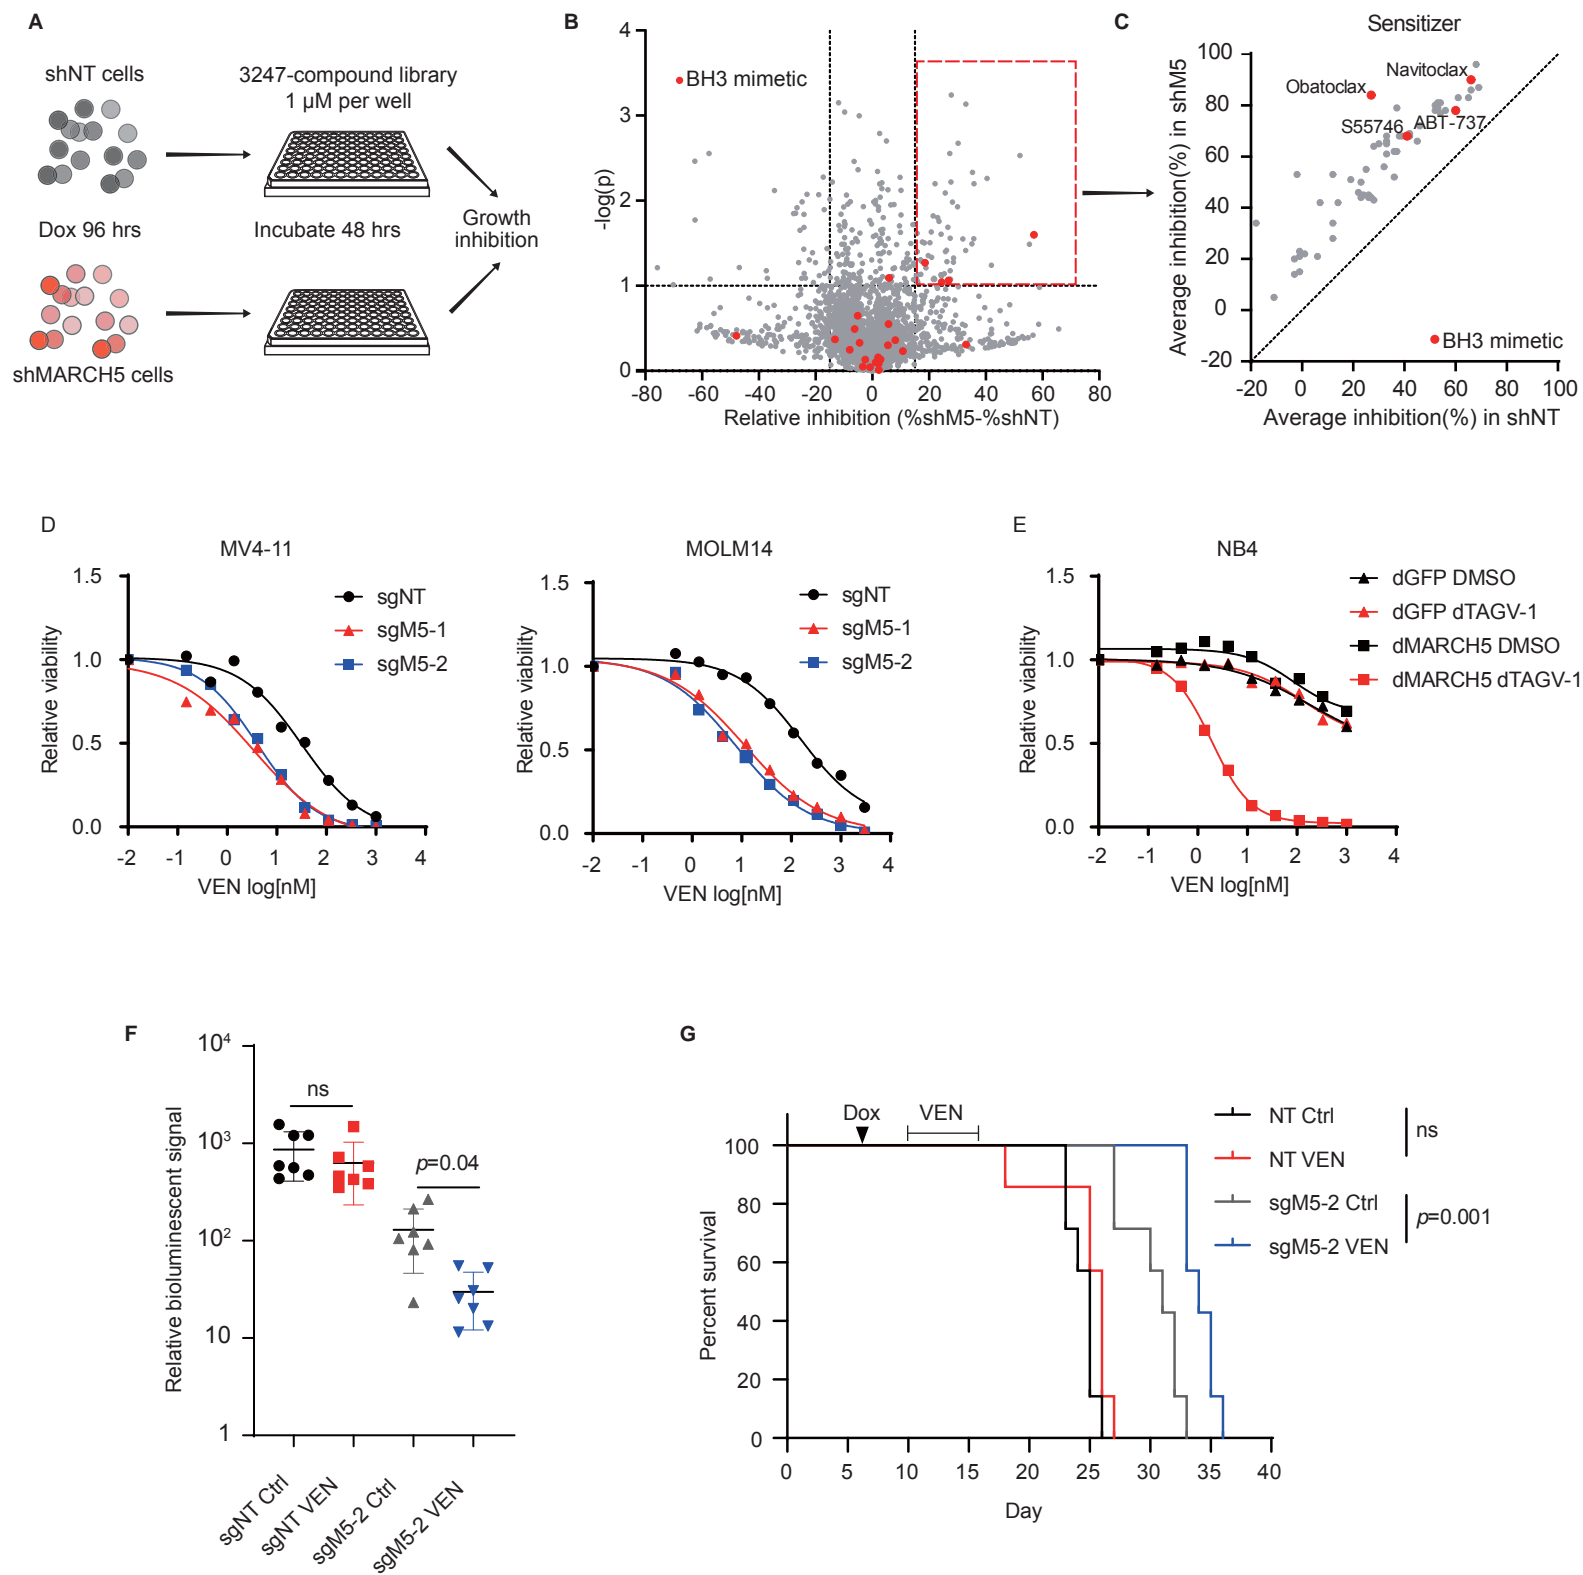 A
shNT cells
3247-compound library
1 µM per well
Dox 96 hrs
Incubate 48 hrs
Growth
inhibition
shMARCH5 cells
B
4
3
2
1
0
-log(p)
BH3 mimetic
-80 -60 -40 -20 0 20 40 60 80
Relative inhibition (%shM5-%shNT)
C
Sensitizer
100
80
60
40
20
0
-20
Average inhibition(%) in shM5
Navitoclax
Obatoclax
S55746
ABT-737
BH3 mimetic
-20 0 20 40 60 80 100
Average inhibition(%) in shNT
D
MV4-11
1.5
1.0
0.5
0.0
Relative viability
sgNT
sgM5-1
sgM5-2
-2 -1 0 1 2 3 4
VEN log[nM]
MOLM14
1.5
1.0
0.5
0.0
Relative viability
sgNT
sgM5-1
sgM5-2
-2 -1 0 1 2 3 4
VEN log[nM]
E
NB4
1.5
1.0
0.5
0.0
Relative viability
dGFP DMSO
dGFP dTAGV-1
dMARCH5 DMSO
dMARCH5 dTAGV-1
-2 -1 0 1 2 3 4
VEN log[nM]
F
10⁴
10³
10²
10
1
Relative bioluminescent signal
ns
p=0.04
sgNT Ctrl
sgNT VEN
sgM5-2 Ctrl
sgM5-2 VEN
G
Dox
VEN
100
80
60
40
20
0
Percent survival
NT Ctrl
NT VEN
ns
sgM5-2 Ctrl
sgM5-2 VEN
p=0.001
0 5 10 15 20 25 30 35 40
Day